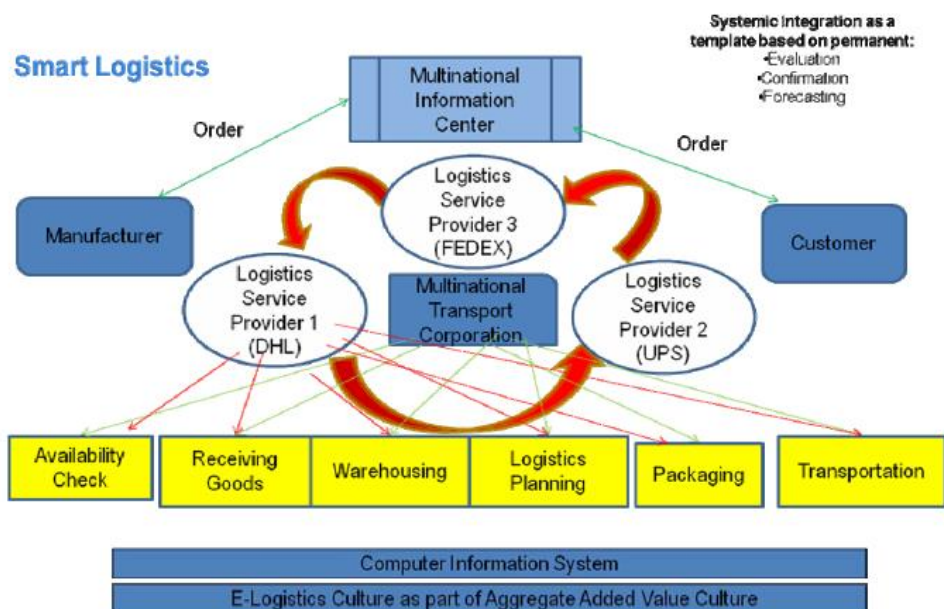 Systemic Integration as a
template based on permanent:
•Evaluation
•Confirmation
•Forecasting
Smart Logistics
Multinational
Information
Center
Order
Order
Logistics
Service
Provider 3
(FEDEX)
Manufacturer
Customer
Logistics
Service
Provider 1
(DHL)
Multinational
Transport
Corporation
Logistics
Service
Provider 2
(UPS)
Availability
Check
Receiving
Goods
Warehousing
Logistics
Planning
Packaging
Transportation
Computer Information System
E-Logistics Culture as part of Aggregate Added Value Culture